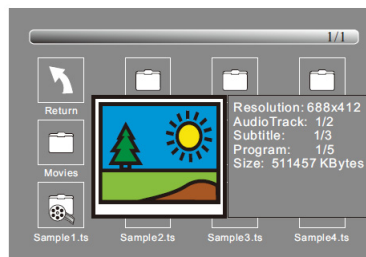 1/1
Return
Resolution: 688x412
AudioTrack: 1/2
Subtitle: 1/3
Program: 1/5
Size: 511457 KBytes
Movies
Sample1.ts
Sample2.ts
Sample3.ts
Sample4.ts